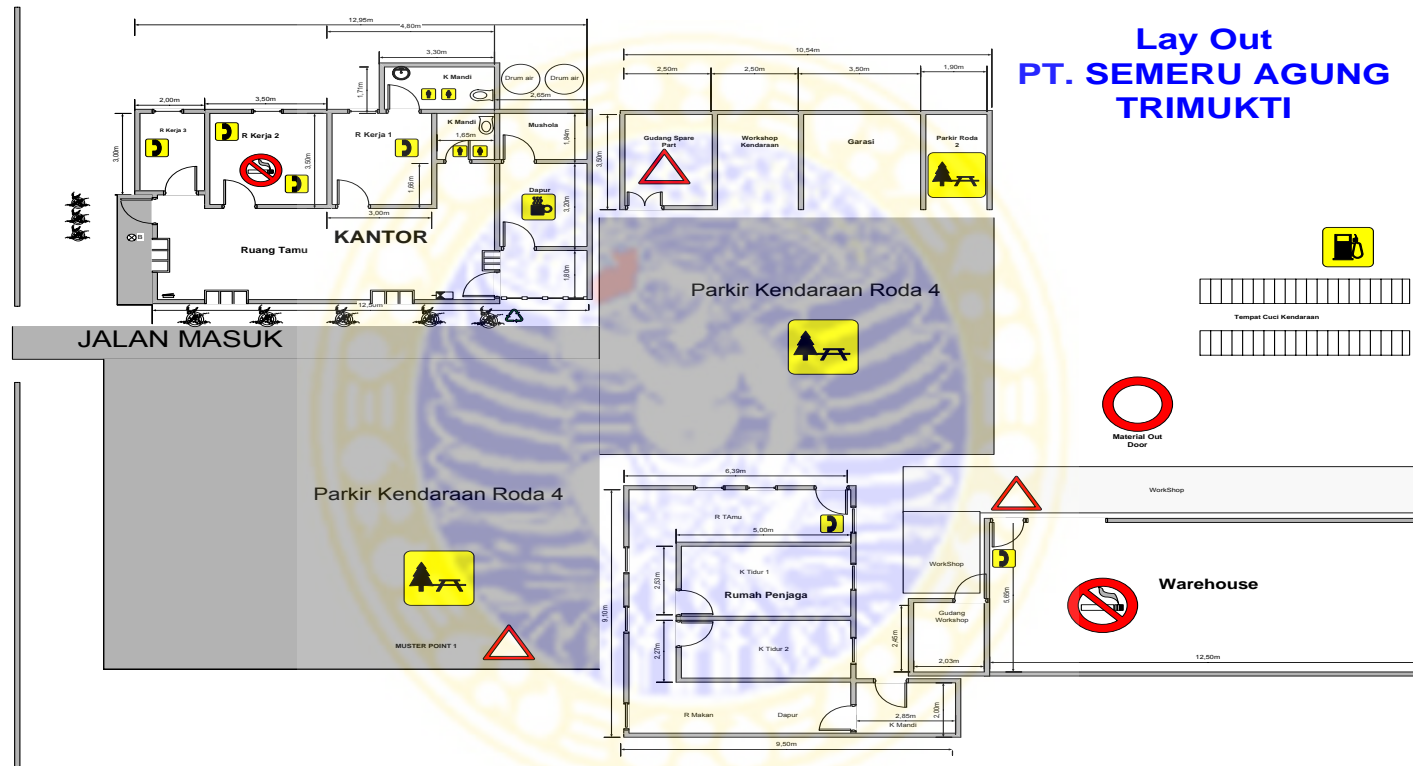 Lay Out
PT. SEMERU AGUNG
TRIMUKTI
12,95m
4,80m
3,30m
K Mandi
Drum air
Drum air
1,71m
2,65m
2,00m
3,50m
R Kerja 3
R Kerja 2
R Kerja 1
K Mandi
1,65m
Mushola
1,84m
3,00m
3,50m
1,66m
Dapur
3,20m
3,00m
KANTOR
Ruang Tamu
B
1,80m
12,50m
10,54m
2,50m
2,50m
3,50m
1,90m
3,50m
Gudang Spare
Part
Workshop
Kendaraan
Garasi
Parkir Roda
2
JALAN MASUK
Parkir Kendaraan Roda 4
Tempat Cuci Kendaraan
Material Out
Door
Parkir Kendaraan Roda 4
MUSTER POINT 1
6,39m
R TAmu
5,00m
K Tidur 1
2,53m
Rumah Penjaga
9,10m
K Tidur 2
2,27m
R Makan
Dapur
2,85m
2,00m
K Mandi
9,50m
WorkShop
WorkShop
Gudang
Workshop
2,45m
2,03m
5,65m
Warehouse
12,50m